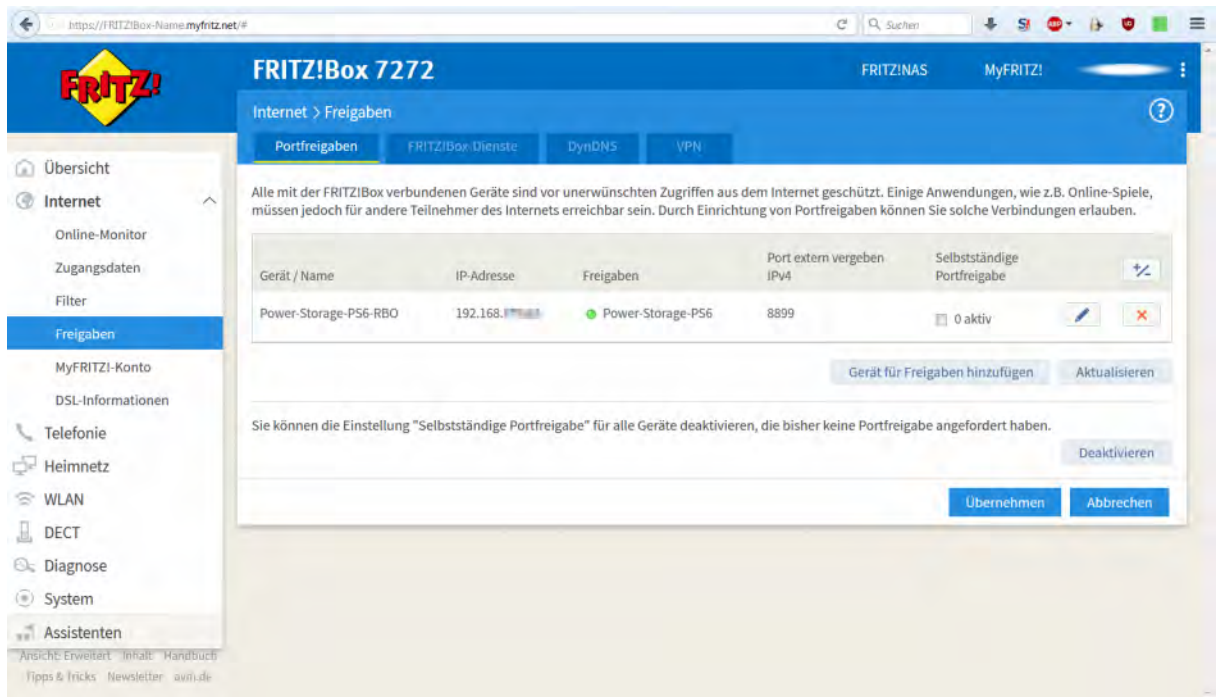 https://FRITZ!Box-Name.myfritz.net/#
Suchen
FRITZ!
FRITZ!Box 7272
FRITZ!NAS
MyFRITZ!
Internet > Freigaben
?
Portfreigaben
FRITZ!Box-Dienste
DynDNS
VPN
Übersicht
Internet
Online-Monitor
Zugangsdaten
Filter
Freigaben
MyFRITZ!-Konto
DSL-Informationen
Telefonie
Heimnetz
WLAN
DECT
Diagnose
System
Assistenten
Ansicht: Erweitert Inhalt Handbuch
Tipps & Tricks Newsletter avm.de
Alle mit der FRITZ!Box verbundenen Geräte sind vor unerwünschten Zugriffen aus dem Internet geschützt. Einige Anwendungen, wie z.B. Online-Spiele,
müssen jedoch für andere Teilnehmer des Internets erreichbar sein. Durch Einrichtung von Portfreigaben können Sie solche Verbindungen erlauben.
Gerät / Name
IP-Adresse
Freigaben
Port extern vergeben
IPv4
Selbstständige
Portfreigabe
Power-Storage-PS6-RBO
192.168.
Power-Storage-PS6
8899
0 aktiv
Gerät für Freigaben hinzufügen
Aktualisieren
Sie können die Einstellung "Selbstständige Portfreigabe" für alle Geräte deaktivieren, die bisher keine Portfreigabe angefordert haben.
Deaktivieren
Übernehmen
Abbrechen